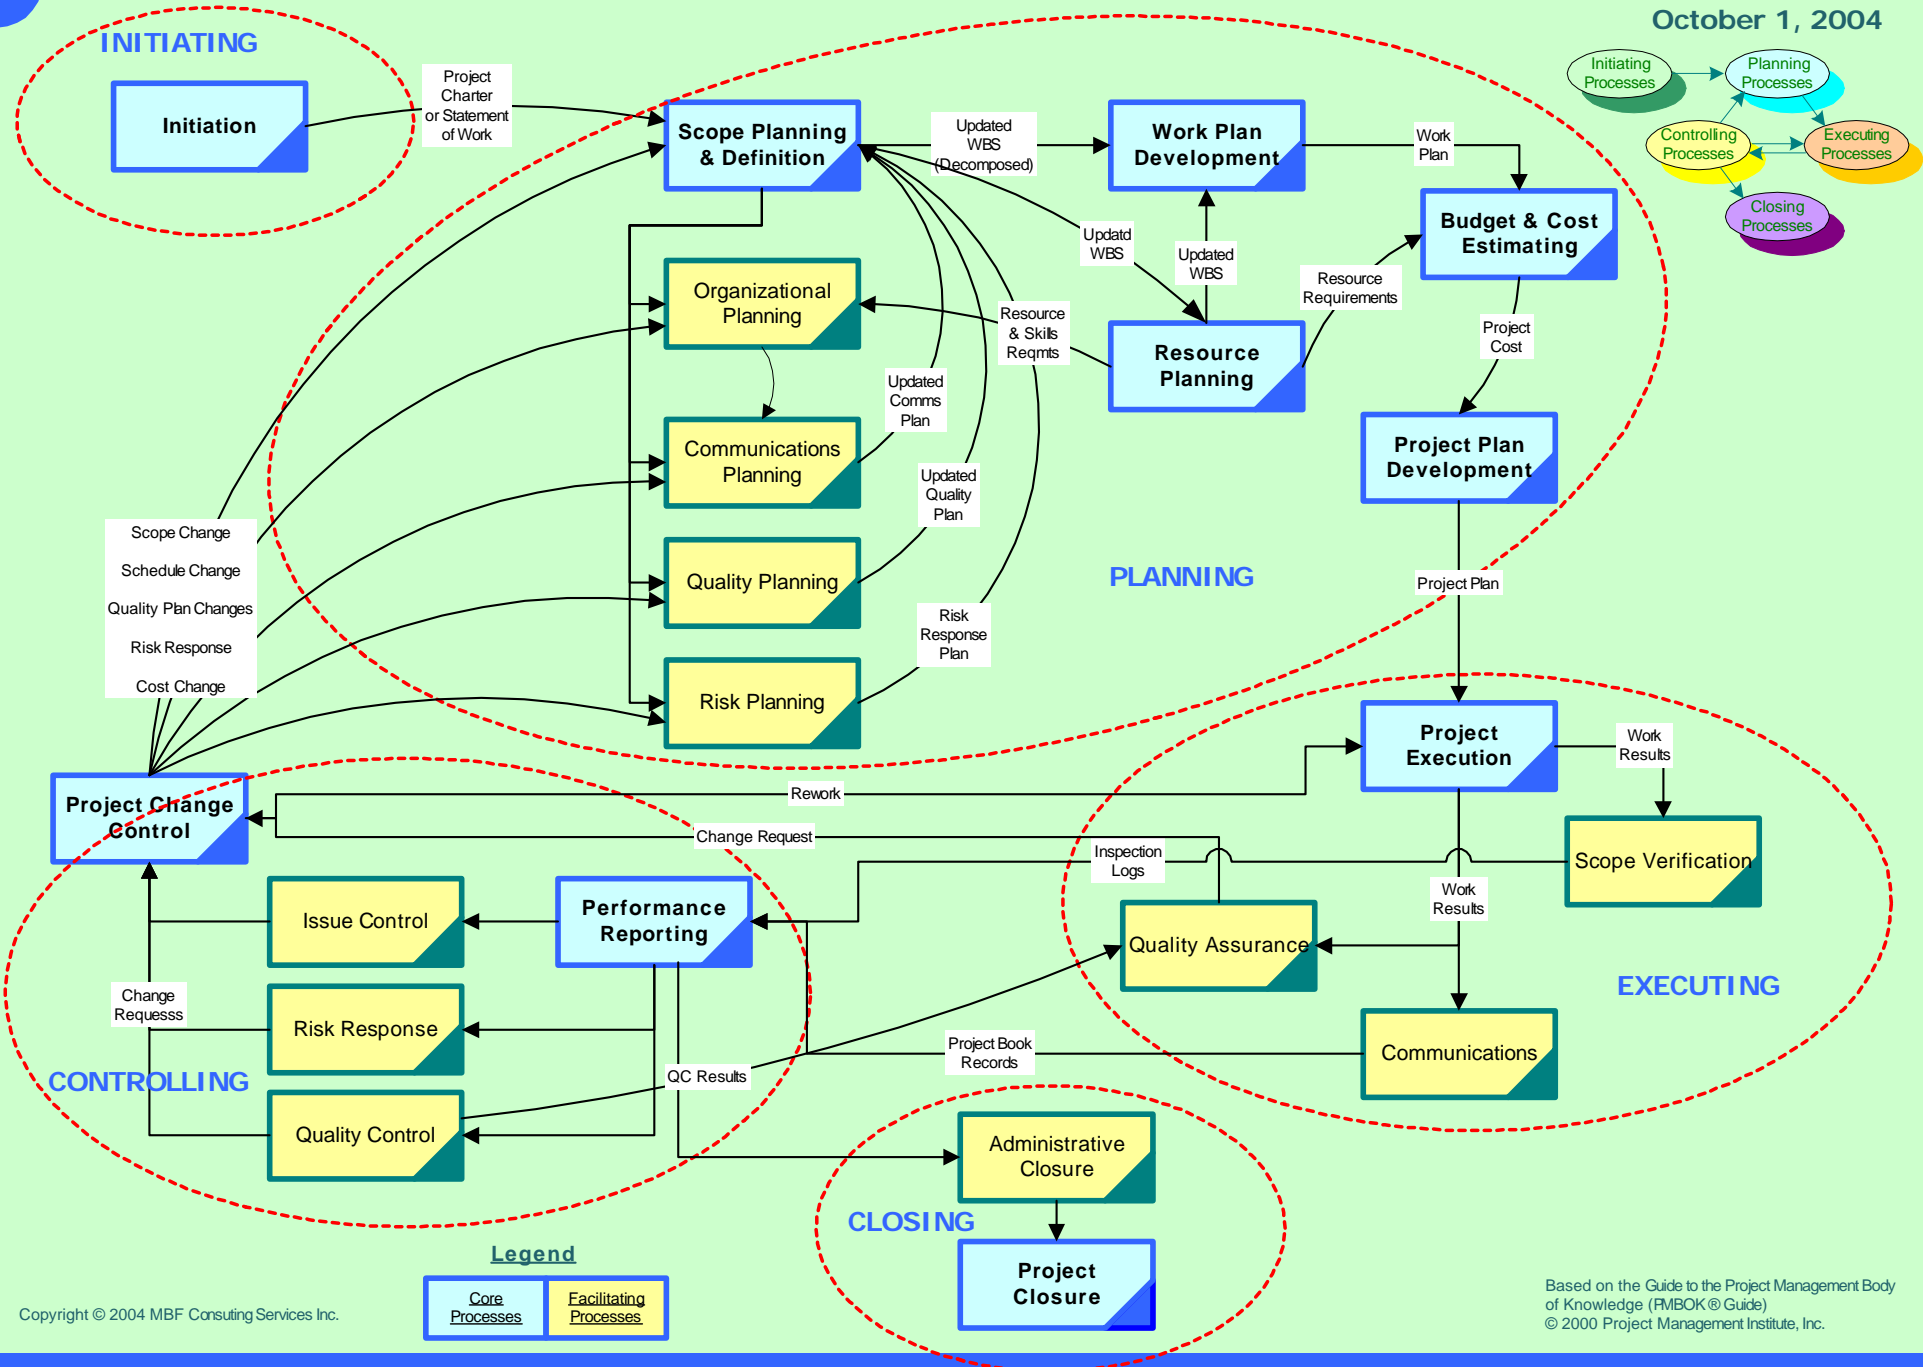 October 1, 2004
INITIATING
Initiation
Project
Charter
or Statement
of Work
Scope Planning
& Definition
Updated
WBS
(Decomposed)
Work Plan
Development
Work
Plan
Initiating
Processes
Planning
Processes
Controlling
Processes
Executing
Processes
Closing
Processes
Budget & Cost
Estimating
Updatd
WBS
Updated
WBS
Resource
Requirements
Organizational
Planning
Resource
& Skills
Reqmts
Resource
Planning
Project
Cost
Updated
Comms
Plan
Communications
Planning
Project Plan
Development
Updated
Quality
Plan
Scope Change
Schedule Change
Quality Plan Changes
Risk Response
Cost Change
Quality Planning
PLANNING
Project Plan
Risk
Response
Plan
Risk Planning
Project
Execution
Work
Results
Project Change
Control
Rework
Change Request
Inspection
Logs
Scope Verification
Work
Results
Issue Control
Performance
Reporting
Quality Assurance
EXECUTING
Change
Requesss
Risk Response
CONTROLLING
QC Results
Project Book
Records
Communications
Quality Control
Administrative
Closure
CLOSING
Project
Closure
Legend
Core
Processes
Facilitating
Processes
Copyright © 2004 MBF Consuting Services Inc.
Based on the Guide to the Project Management Body
of Knowledge (PMBOK ® Guide)
© 2000 Project Management Institute, Inc.